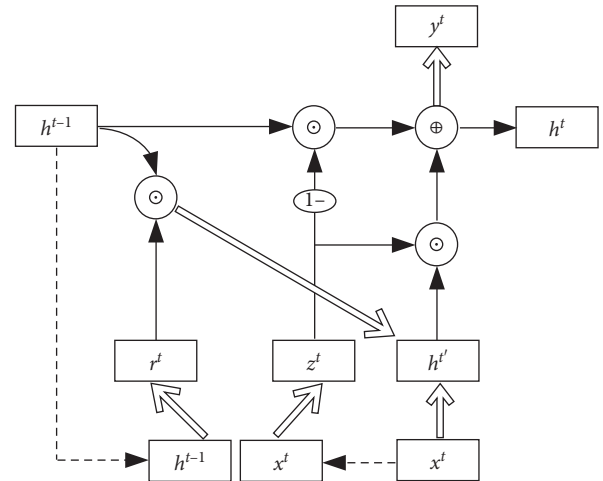 y^t
h^{t–1}
⊙
⊕
h^t
⊙
1–
⊙
r^t
z^t
h^{t'}
h^{t–1}
x^t
x^t